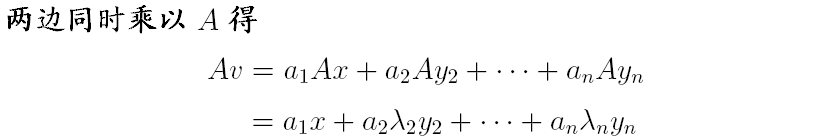 两边同时乘以 A 得
Av = a₁Ax + a₂Ay₂ + ⋯ + aₙAyₙ
= a₁x + a₂λ₂y₂ + ⋯ + aₙλₙyₙ